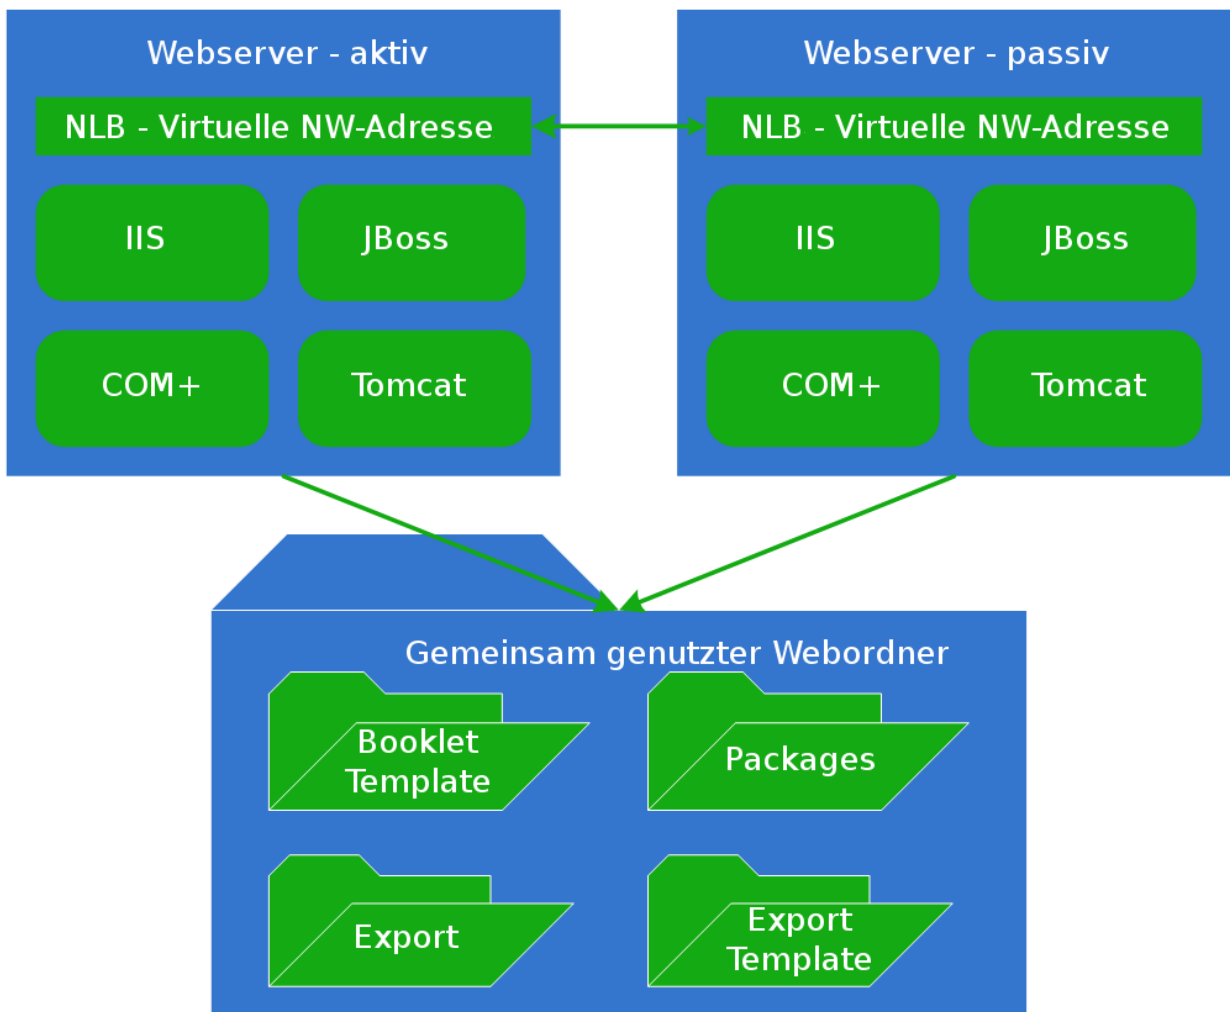 Webserver - aktiv
NLB - Virtuelle NW-Adresse
IIS
JBoss
COM+
Tomcat
Webserver - passiv
NLB - Virtuelle NW-Adresse
IIS
JBoss
COM+
Tomcat
Gemeinsam genutzter Webordner
Booklet
Template
Packages
Export
Export
Template